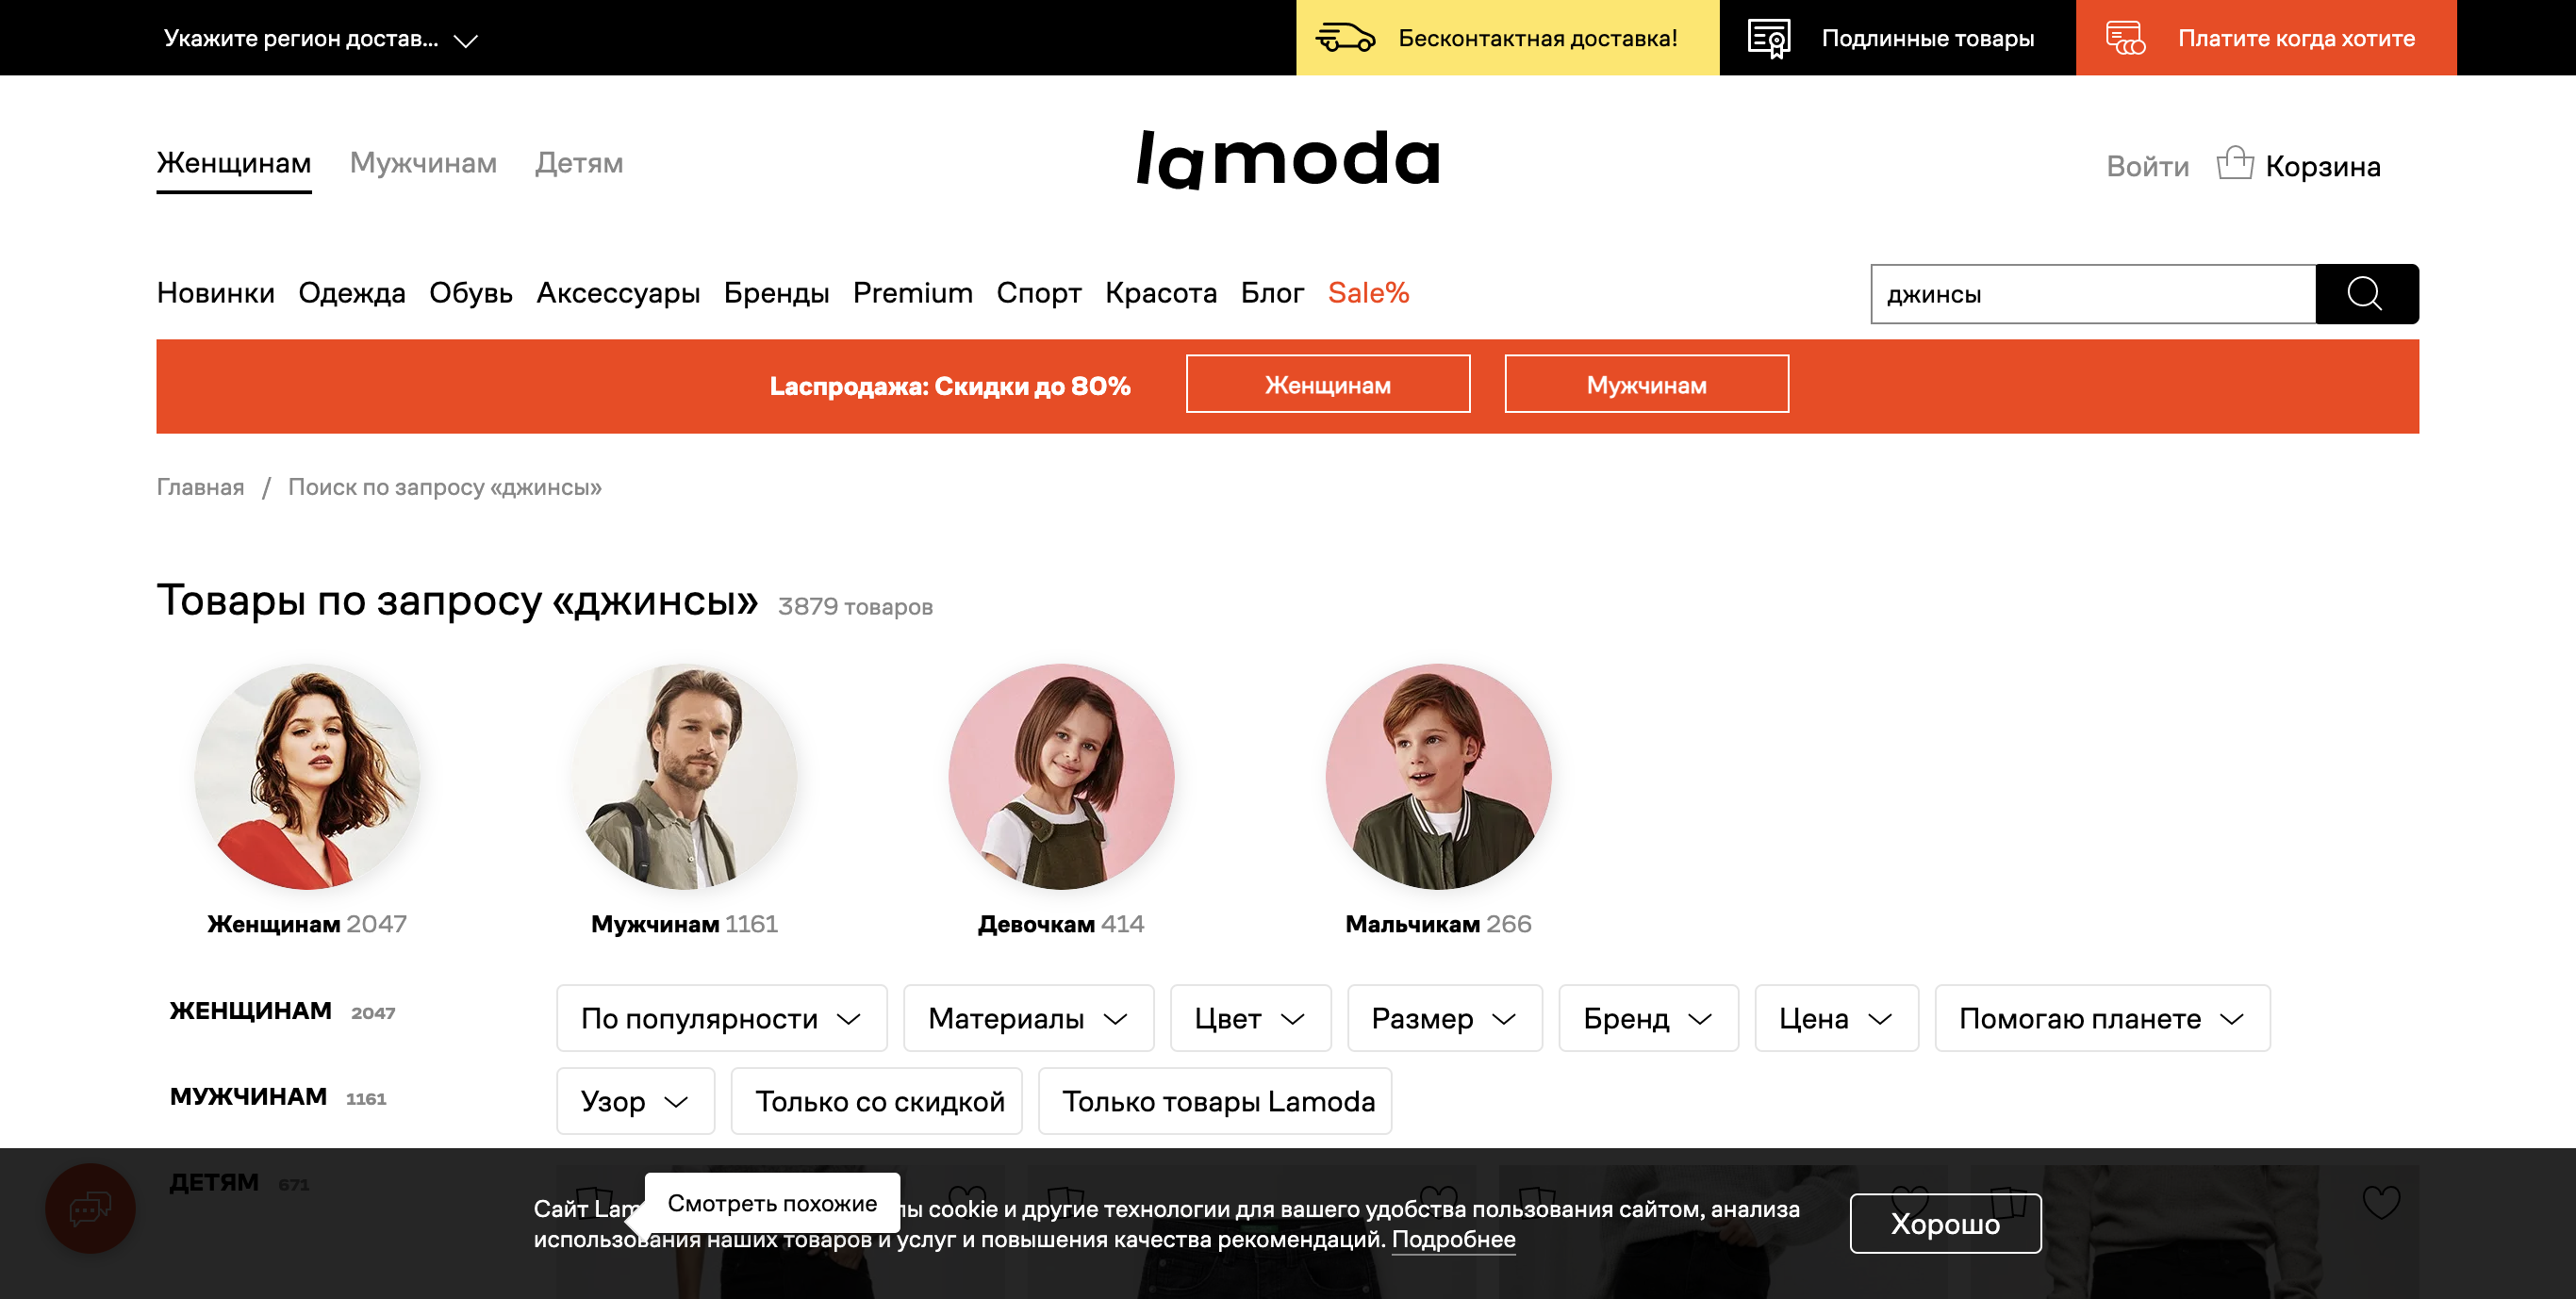 Укажите регион достав...
Бесконтактная доставка!
Подлинные товары
Платите когда хотите
Женщинам
Мужчинам
Детям
lamoda
Войти
Корзина
Новинки Одежда Обувь Аксессуары Бренды Premium Спорт Красота Блог Sale%
джинсы
Laспродажа: Скидки до 80%
Женщинам
Мужчинам
Главная / Поиск по запросу «джинсы»
Товары по запросу «джинсы» 3879 товаров
Женщинам 2047
Мужчинам 1161
Девочкам 414
Мальчикам 266
ЖЕНЩИНАМ 2047
По популярности
Материалы
Цвет
Размер
Бренд
Цена
Помогаю планете
МУЖЧИНАМ 1161
Узор
Только со скидкой
Только товары Lamoda
ДЕТЯМ 671
Смотреть похожие
Сайт Lam лы cookie и другие технологии для вашего удобства пользования сайтом, анализа
использования наших товаров и услуг и повышения качества рекомендаций. Подробнее
Хорошо